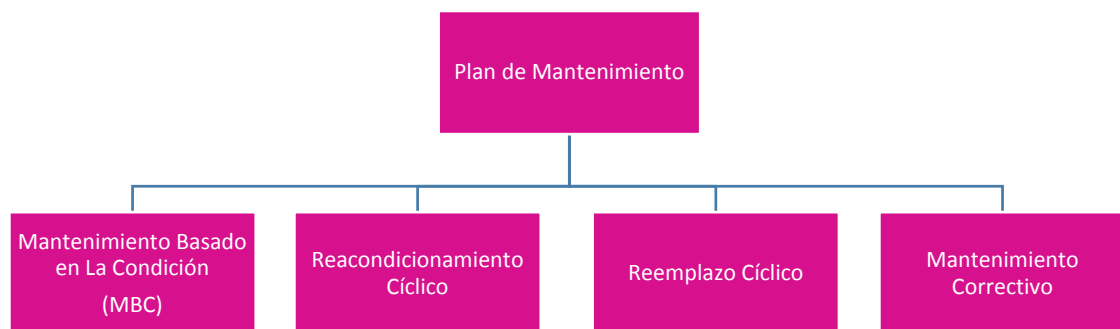 Plan de Mantenimiento
Mantenimiento Basado
en La Condición
(MBC)
Reacondicionamiento
Cíclico
Reemplazo Cíclico
Mantenimiento
Correctivo